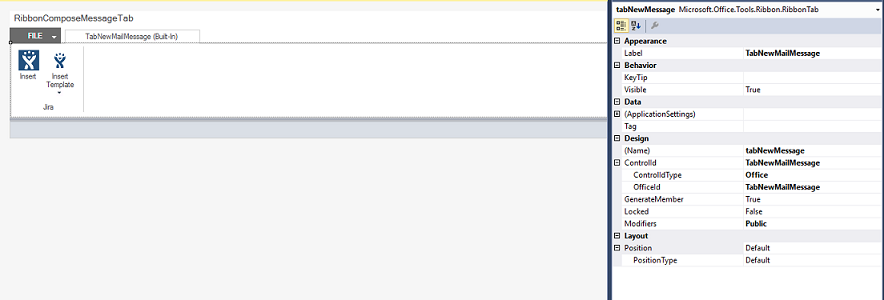 RibbonComposeMessageTab
FILE
TabNewMailMessage (Built-In)
Insert
Insert
Template
Jira
tabNewMessage Microsoft.Office.Tools.Ribbon.RibbonTab
Appearance
Label TabNewMailMessage
Behavior
KeyTip
Visible True
Data
(ApplicationSettings)
Tag
Design
(Name) tabNewMessage
ControlId TabNewMailMessage
ControlIdType Office
OfficeId TabNewMailMessage
GenerateMember True
Locked False
Modifiers Public
Layout
Position Default
PositionType Default